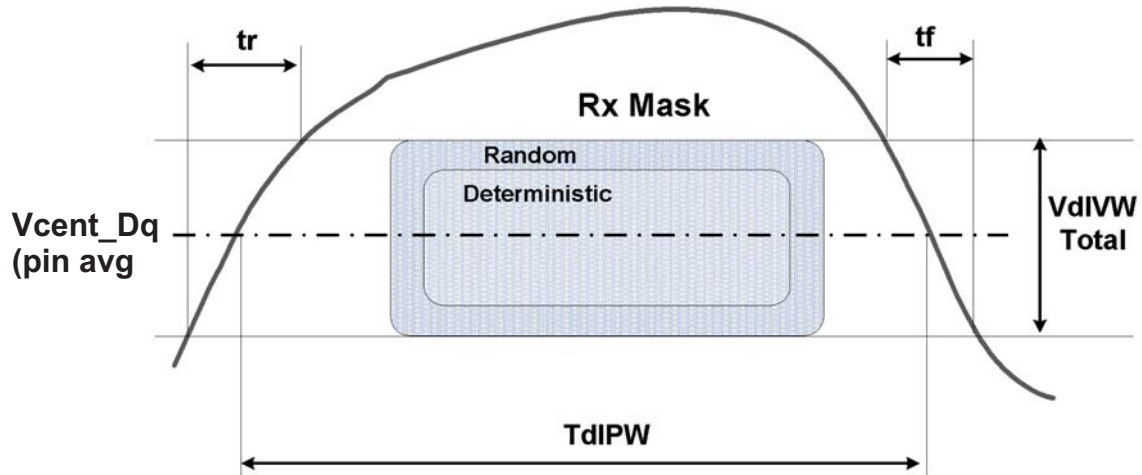 tr
tf
Rx Mask
Random
Deterministic
Vcent_Dq
(pin avg
VdIVW
Total
TdIPW